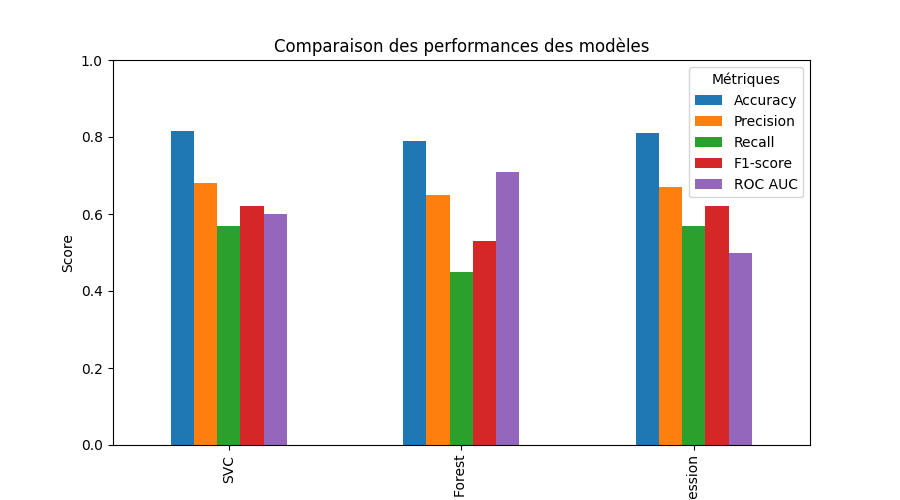 Comparaison des performances des modèles
1.0
0.8
0.6
0.4
0.2
0.0
Score
Métriques
Accuracy
Precision
Recall
F1-score
ROC AUC
SVC
Forest
ession